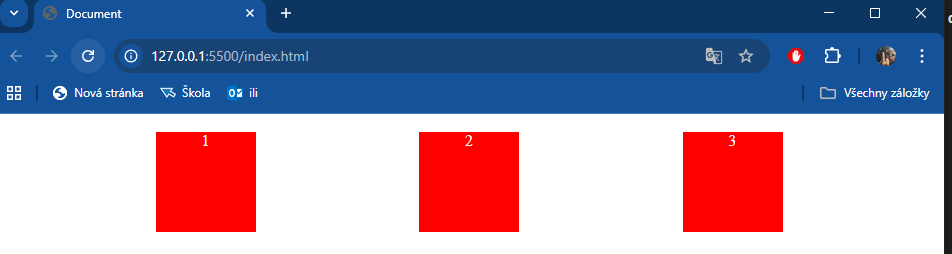 Document
127.0.0.1:5500/index.html
Nová stránka Škola ili Všechny záložky
1 2 3